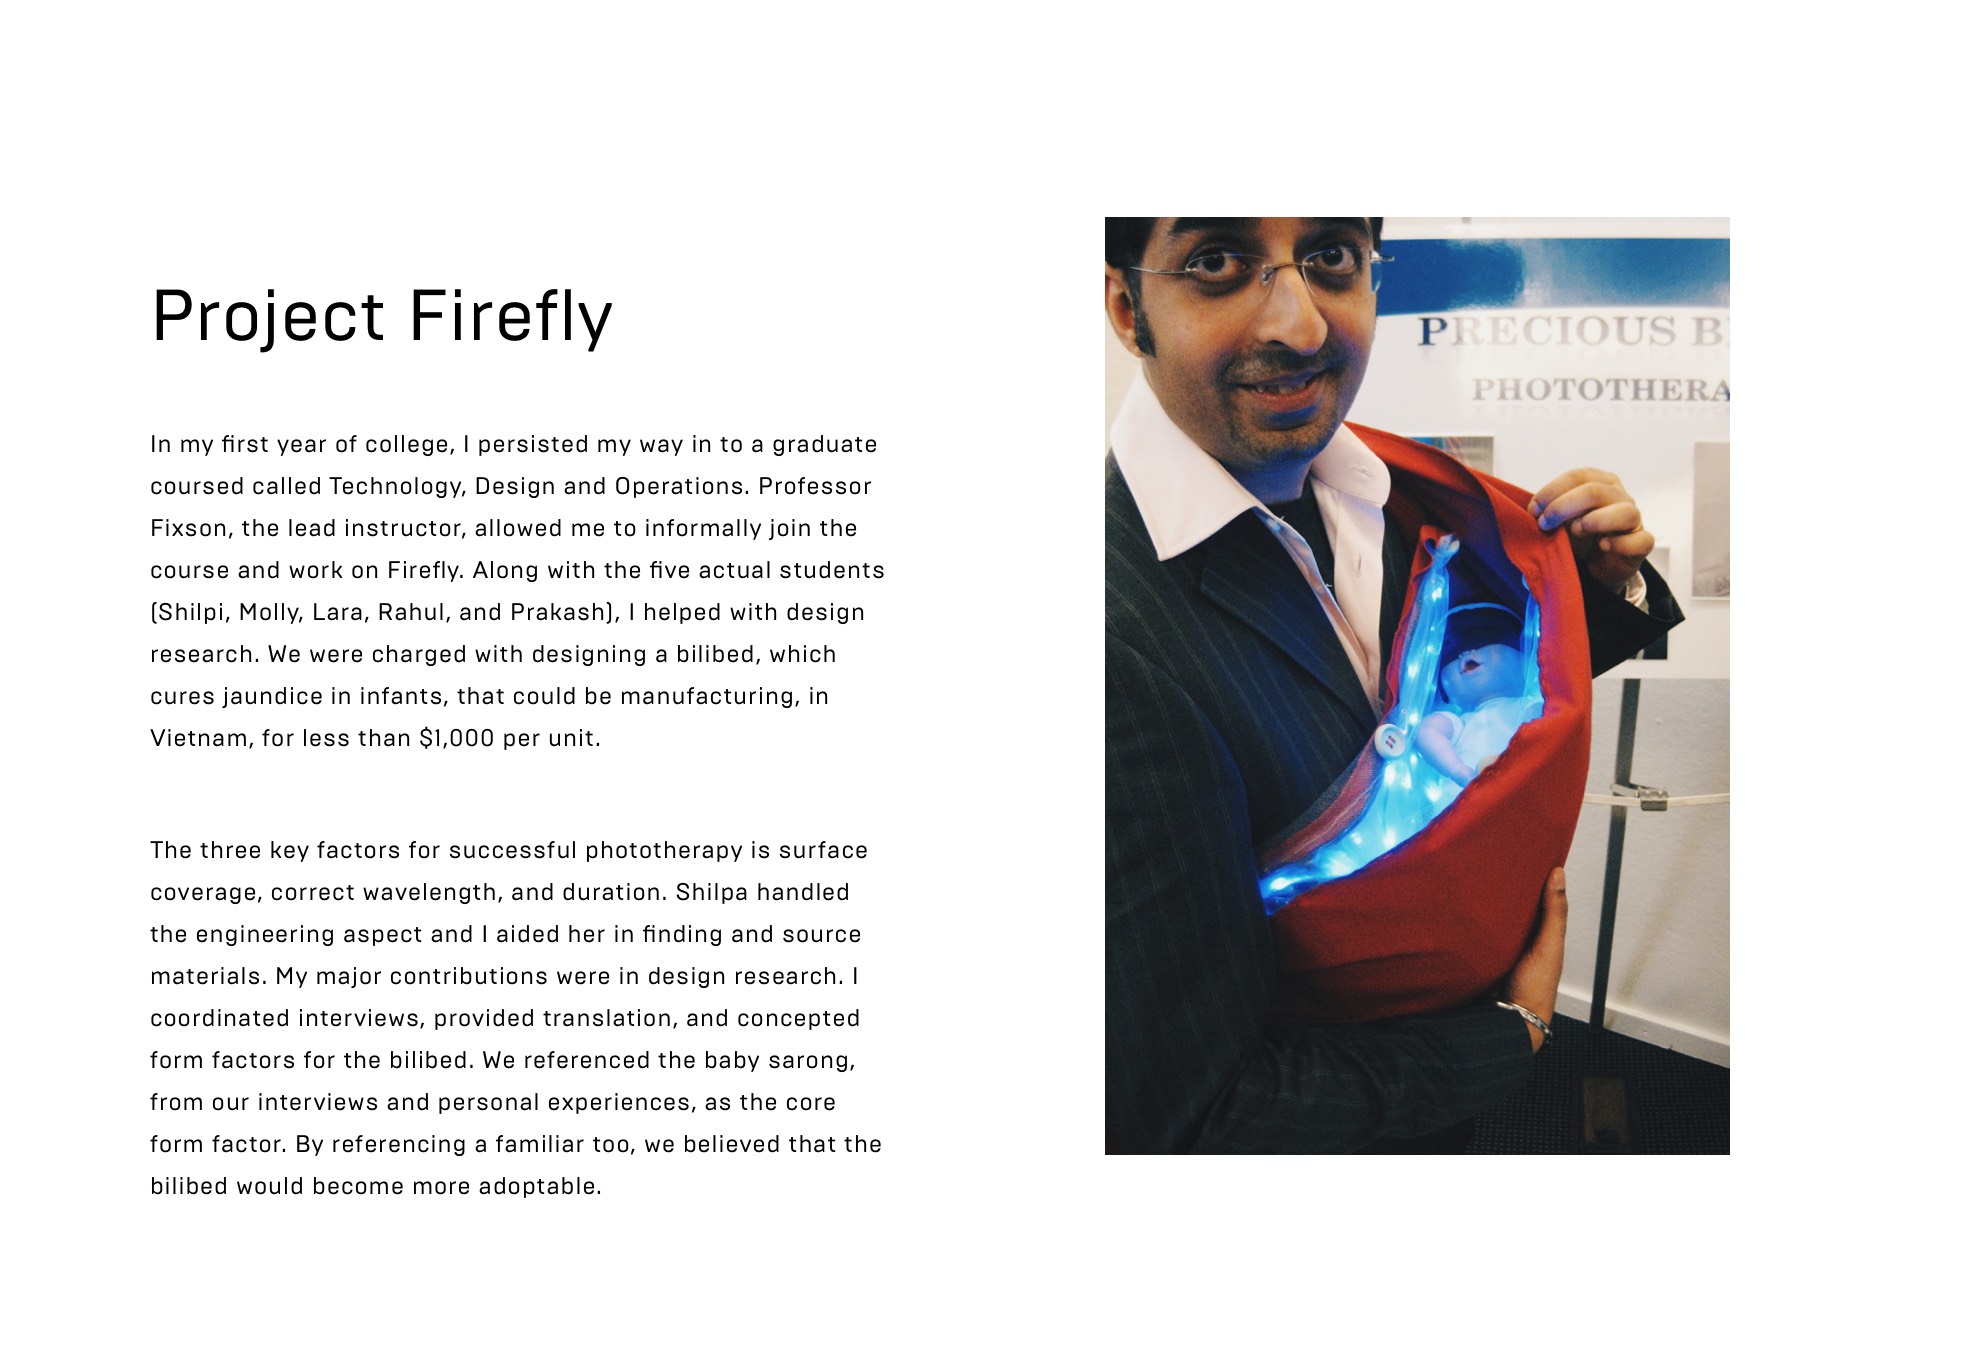 Project Firefly
In my first year of college, I persisted my way in to a graduate
coursed called Technology, Design and Operations. Professor
Fixson, the lead instructor, allowed me to informally join the
course and work on Firefly. Along with the five actual students
(Shilpi, Molly, Lara, Rahul, and Prakash), I helped with design
research. We were charged with designing a bilibed, which
cures jaundice in infants, that could be manufacturing, in
Vietnam, for less than $1,000 per unit.
The three key factors for successful phototherapy is surface
coverage, correct wavelength, and duration. Shilpa handled
the engineering aspect and I aided her in finding and source
materials. My major contributions were in design research. I
coordinated interviews, provided translation, and concepted
form factors for the bilibed. We referenced the baby sarong,
from our interviews and personal experiences, as the core
form factor. By referencing a familiar too, we believed that the
bilibed would become more adoptable.
PRECIOUS B
PHOTOTHERA